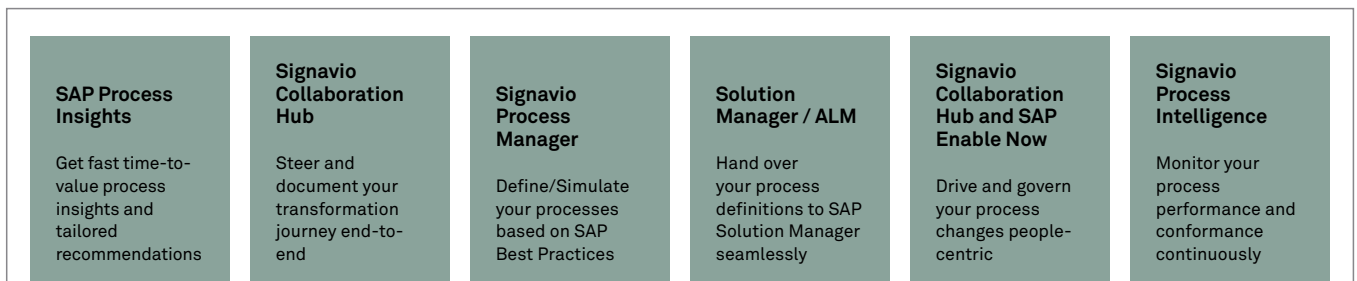 SAP Process
Insights
Get fast time-to-
value process
insights and
tailored
recommendations
Signavio
Collaboration
Hub
Steer and
document your
transformation
journey end-to-
end
Signavio
Process
Manager
Define/Simulate
your processes
based on SAP
Best Practices
Solution
Manager / ALM
Hand over
your process
definitions to SAP
Solution Manager
seamlessly
Signavio
Collaboration
Hub and SAP
Enable Now
Drive and govern
your process
changes people-
centric
Signavio
Process
Intelligence
Monitor your
process
performance and
conformance
continuously